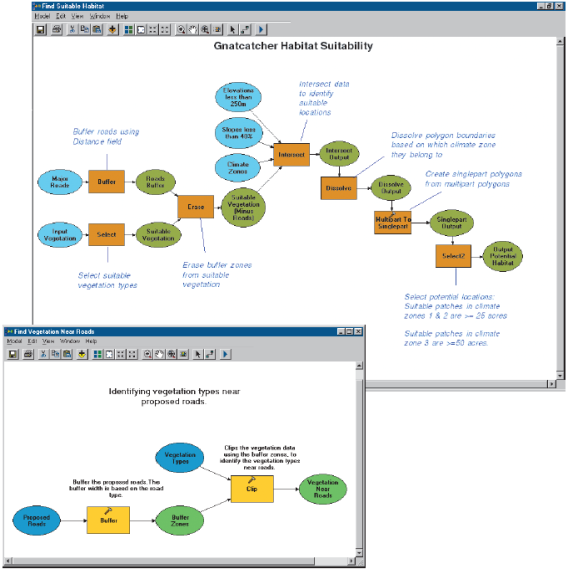 Find Suitable Habitat
Model Edit View Window Help
Gnatcatcher Habitat Suitability
Elevations
less than
250m
Intersect data
to identify
suitable
locations
Buffer roads using
Distance field
Slopes less
than 40%
Dissolve polygon boundaries
based on which climate zone
they belong to
Intersect
Intersect
Output
Climate
Zones
Create singlepart polygons
from multipart polygons
Major
Roads
Buffer
Roads
Buffer
Dissolve
Dissolve
Output
Erase
Suitable
Vegetation
(Minus
Roads)
Multipart To
Singlepart
Singlepart
Output
Input
Vegetation
Select
Suitable
Vegetation
Select2
Output
Potential
Habitat
Select suitable
vegetation types
Erase buffer zones
from suitable
vegetation
Select potential locations:
Suitable patches in climate
zones 1 & 2 are >= 25 acres
Suitable patches in climate
zone 3 are >=50 acres.
Find Vegetation Near Roads
Model Edit View Window Help
Identifying vegetation types near
proposed roads.
Vegetation
Types
Clips the vegetation data
using the buffer zones, to
identify the vegetation types
near roads.
Buffer the proposed roads. The
buffer width is based on the road
type.
Clip
Vegetation
Near
Roads
Proposed
Roads
Buffer
Buffer
Zones